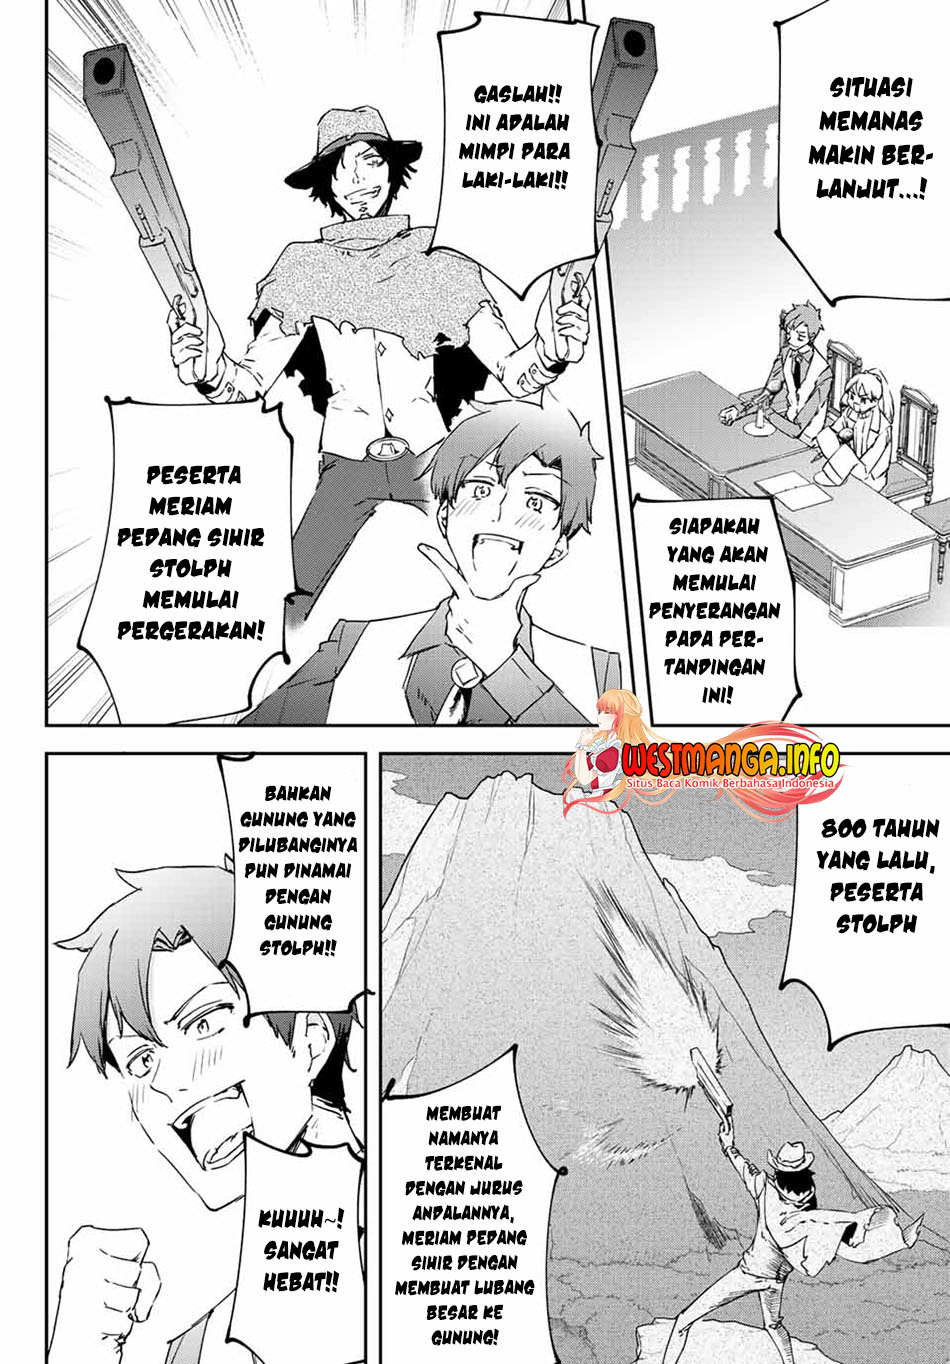 SITUASI
MEMANAS
MAKIN BER-
LANJUT...!
SIAPAKAH
YANG AKAN
MEMULAI
PENYERANGAN
PADA PER-
TANDINGAN
INI!
GASLAH!!
INI ADALAH
MIMPI PARA
LAKI-LAKI!!
PESERTA
MERIAM
PEDANG SIHIR
STOLPH
MEMULAI
PERGERAKAN!
WESTMANGA.INFO
Situs Baca Komik Berbahasa Indonesia
800 TAHUN
YANG LALU,
PESERTA
STOLPH
MEMBUAT
NAMANYA
TERKENAL
DENGAN JURUS
ANDALANNYA,
MERIAM PEDANG
SIHIR DENGAN
MEMBUAT LUBANG
BESAR KE
GUNUNG!
BAHKAN
GUNUNG YANG
DILUBANGINYA
PUN DINAMAI
DENGAN
GUNUNG
STOLPH!!
KUUUH~!
SANGAT
HEBAT!!